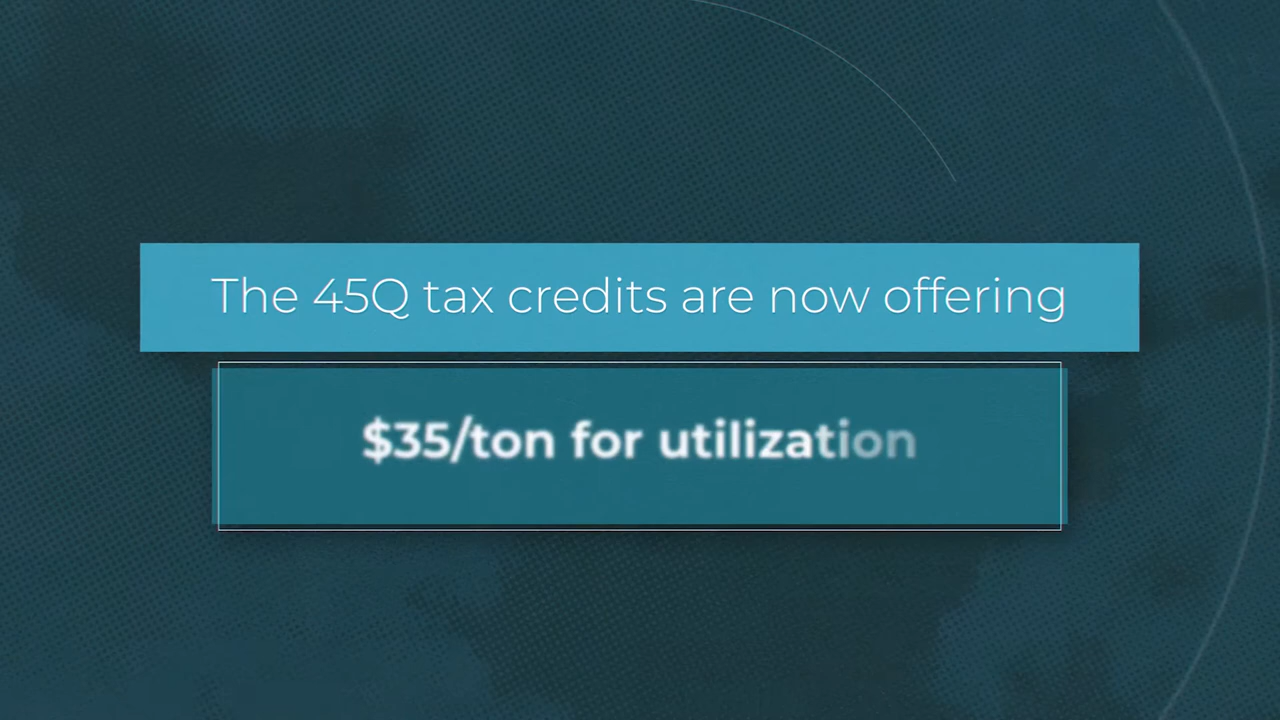 The 45Q tax credits are now offering
$35/ton for utilization